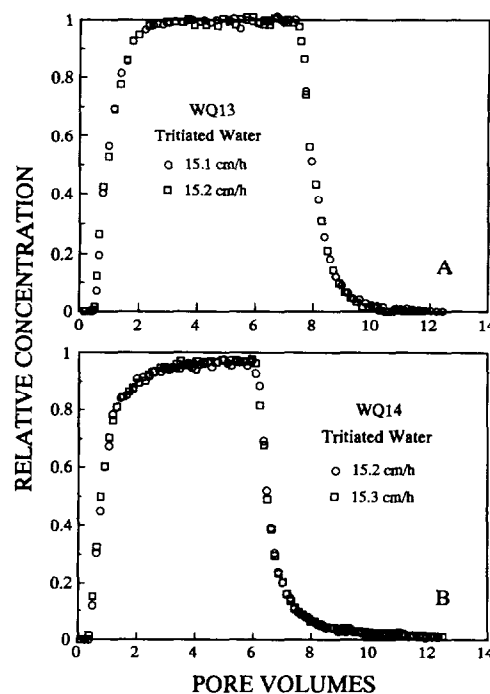 RELATIVE CONCENTRATION
1
0.8
0.6
0.4
0.2
0
WQ13
Tritiated Water
○ 15.1 cm/h
□ 15.2 cm/h
A
0 2 4 6 8 10 12 14
1
0.8
0.6
0.4
0.2
0
WQ14
Tritiated Water
○ 15.2 cm/h
□ 15.3 cm/h
B
0 2 4 6 8 10 12 14
PORE VOLUMES